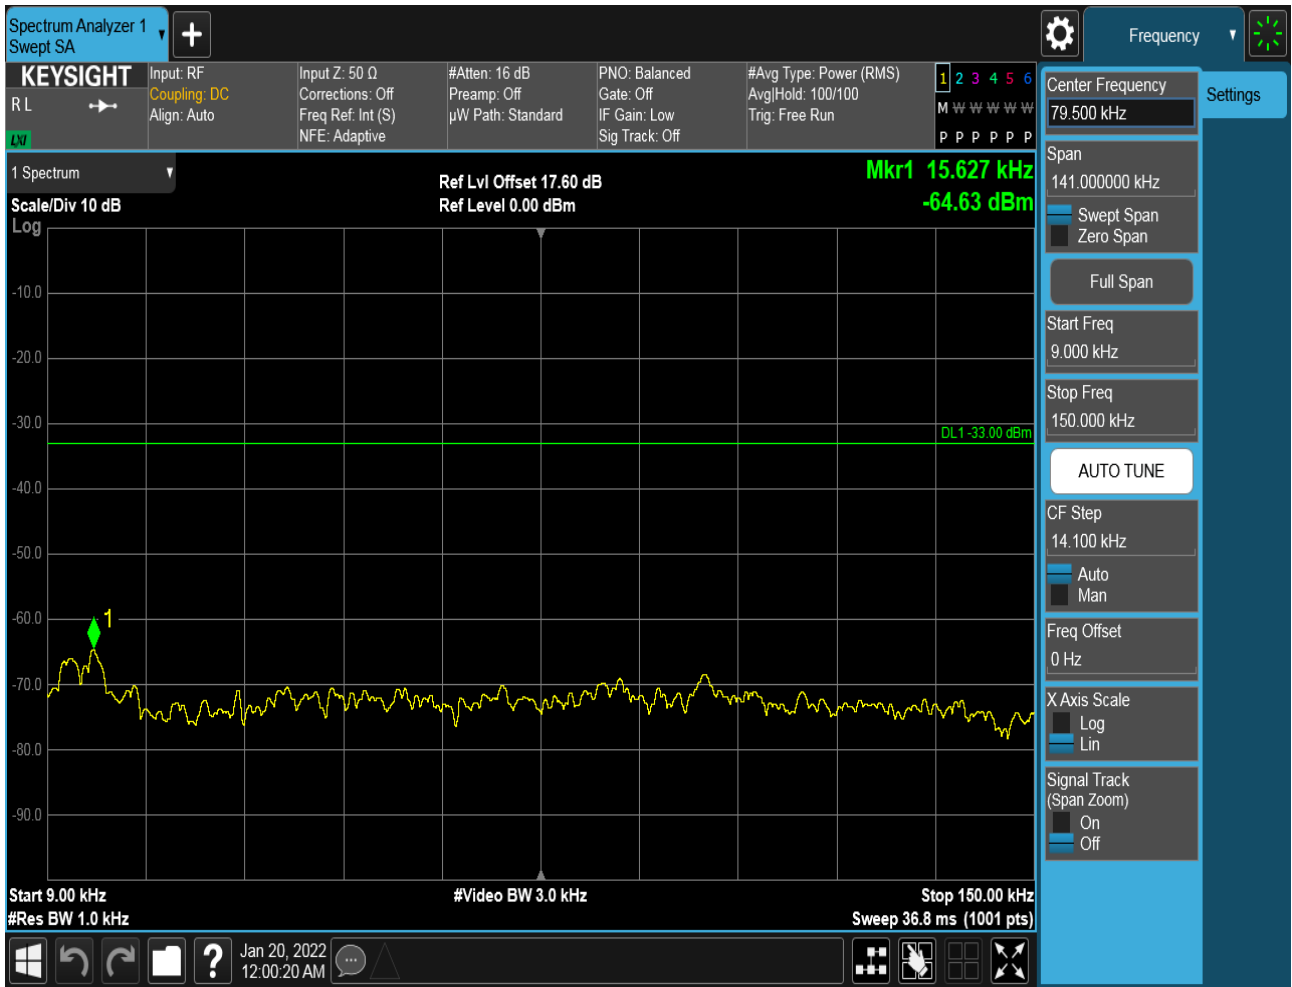 Spectrum Analyzer 1
Swept SA
Frequency
KEYSIGHT
R L
LXI
Input: RF
Coupling: DC
Align: Auto
Input Z: 50 Ω
Corrections: Off
Freq Ref: Int (S)
NFE: Adaptive
#Atten: 16 dB
Preamp: Off
µW Path: Standard
PNO: Balanced
Gate: Off
IF Gain: Low
Sig Track: Off
#Avg Type: Power (RMS)
Avg|Hold: 100/100
Trig: Free Run
1 2 3 4 5 6
M W W W W W
P P P P P P
1 Spectrum
Scale/Div 10 dB
Log
Ref Lvl Offset 17.60 dB
Ref Level 0.00 dBm
Mkr1 15.627 kHz
-64.63 dBm
-10.0
-20.0
-30.0
DL1 -33.00 dBm
-40.0
-50.0
-60.0
1
-70.0
-80.0
-90.0
Start 9.00 kHz
#Res BW 1.0 kHz
#Video BW 3.0 kHz
Stop 150.00 kHz
Sweep 36.8 ms (1001 pts)
?
Jan 20, 2022
12:00:20 AM
Center Frequency
79.500 kHz
Settings
Span
141.000000 kHz
Swept Span
Zero Span
Full Span
Start Freq
9.000 kHz
Stop Freq
150.000 kHz
AUTO TUNE
CF Step
14.100 kHz
Auto
Man
Freq Offset
0 Hz
X Axis Scale
Log
Lin
Signal Track
(Span Zoom)
On
Off